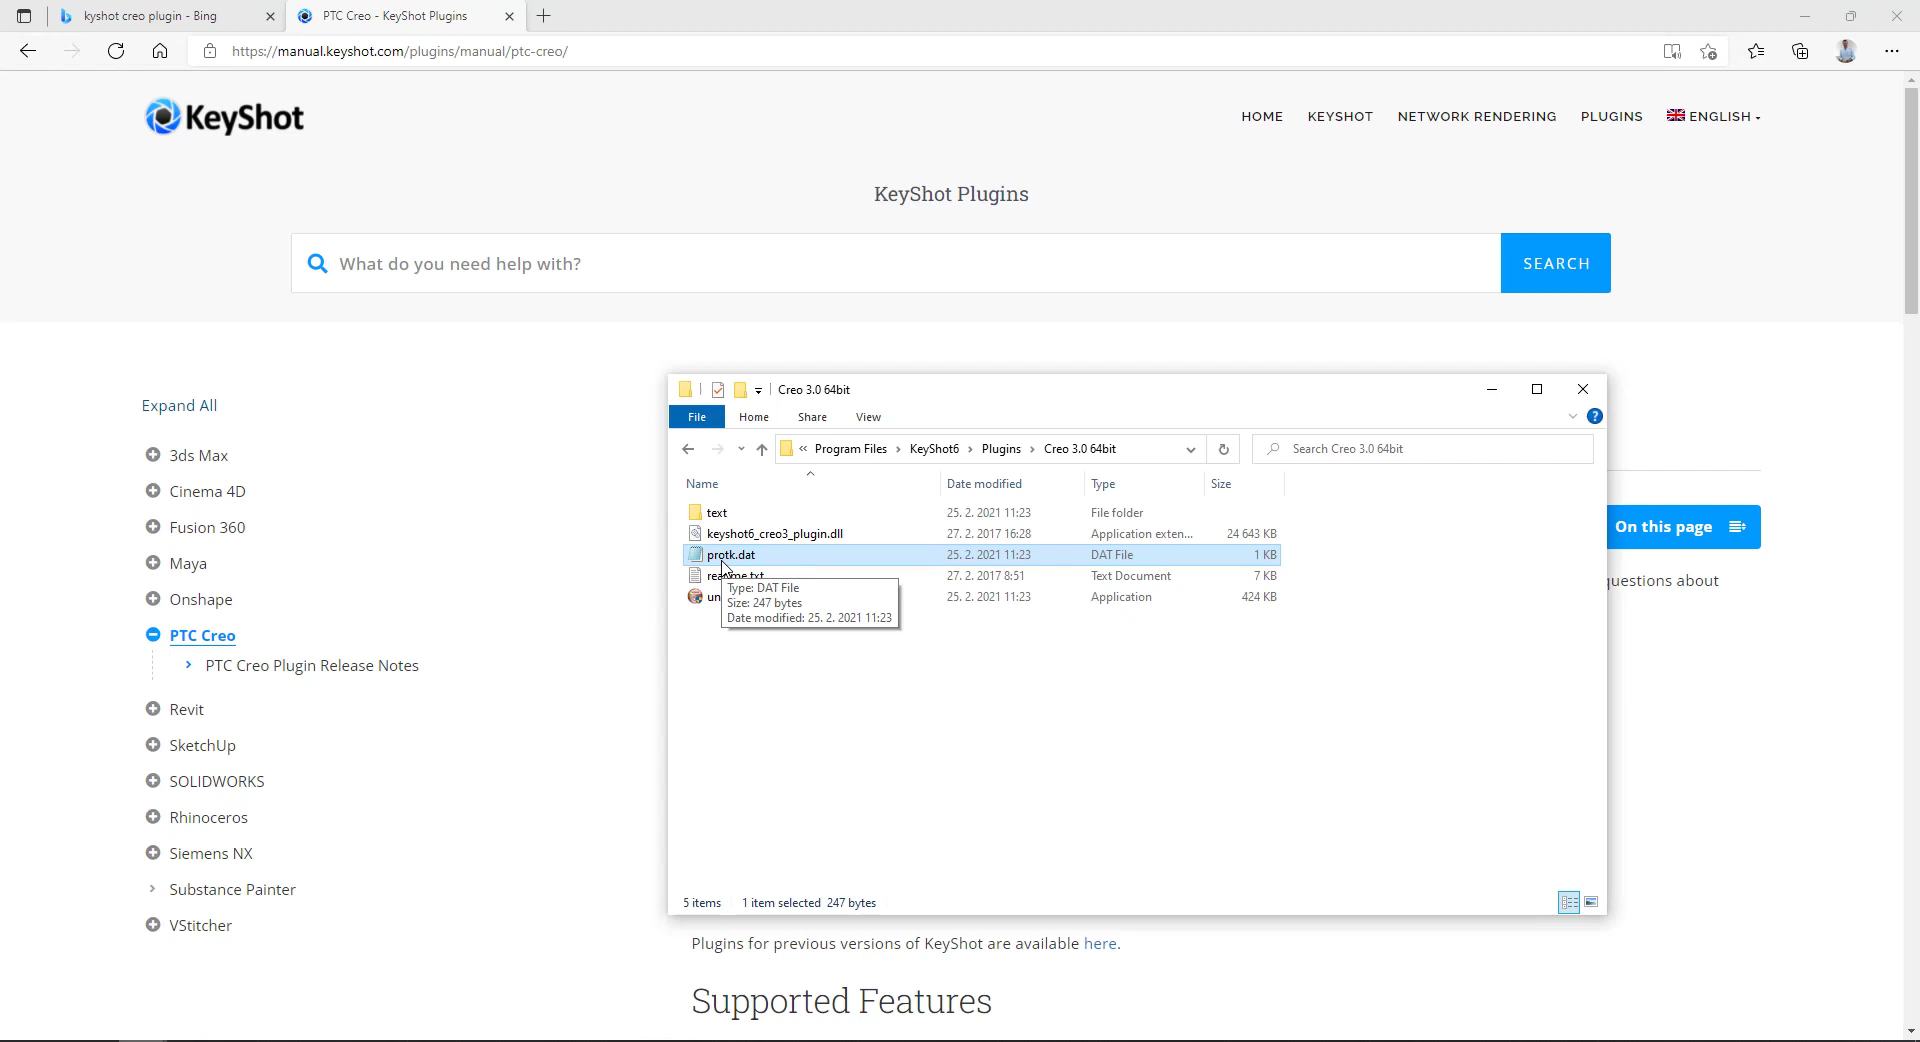 kyshot creo plugin - Bing
PTC Creo - KeyShot Plugins
https://manual.keyshot.com/plugins/manual/ptc-creo/
KeyShot
HOME KEYSHOT NETWORK RENDERING PLUGINS ENGLISH
KeyShot Plugins
What do you need help with?
SEARCH
Expand All
3ds Max
Cinema 4D
Fusion 360
Maya
Onshape
PTC Creo
PTC Creo Plugin Release Notes
Revit
SketchUp
SOLIDWORKS
Rhinoceros
Siemens NX
Substance Painter
VStitcher
Creo 3.0 64bit
File Home Share View
« Program Files › KeyShot6 › Plugins › Creo 3.0 64bit
Search Creo 3.0 64bit
Name Date modified Type Size
text 25. 2. 2021 11:23 File folder
keyshot6_creo3_plugin.dll 27. 2. 2017 16:28 Application exten... 24 643 KB
protk.dat 25. 2. 2021 11:23 DAT File 1 KB
readme.txt 27. 2. 2017 8:51 Text Document 7 KB
un 25. 2. 2021 11:23 Application 424 KB
Type: DAT File
Size: 247 bytes
Date modified: 25. 2. 2021 11:23
5 items 1 item selected 247 bytes
On this page
questions about
Plugins for previous versions of KeyShot are available here.
Supported Features